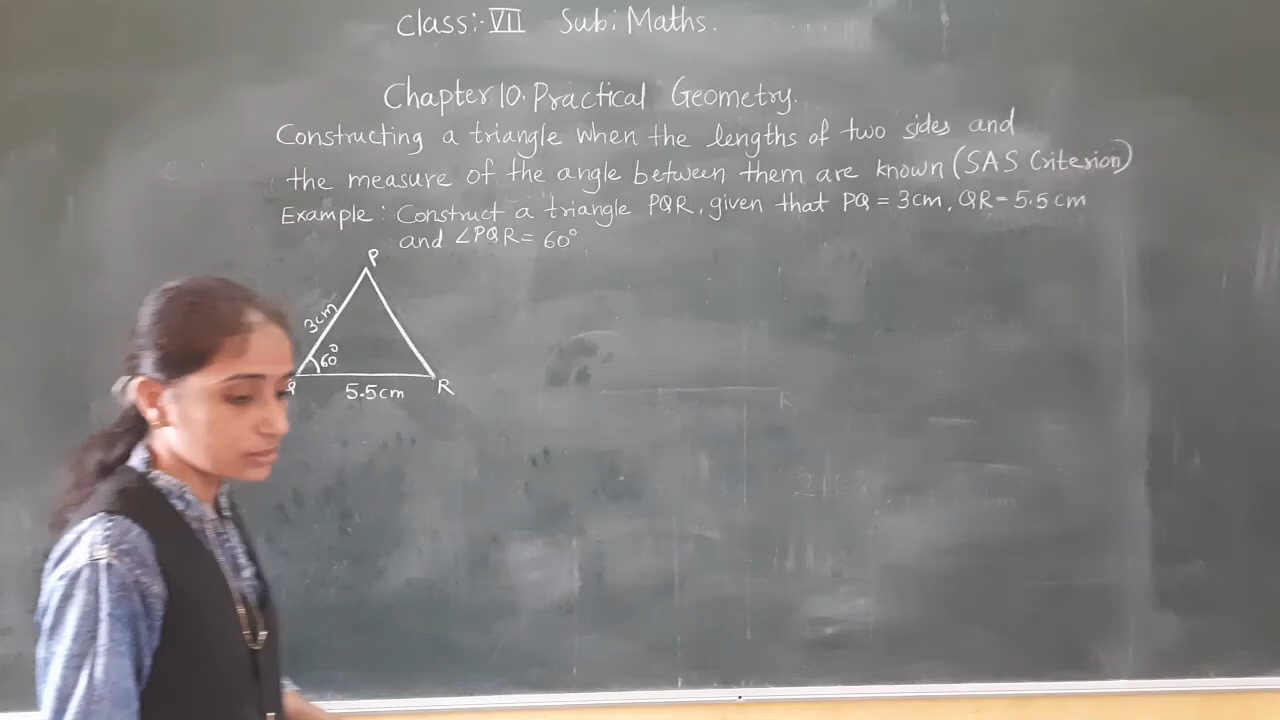 Class:- VII Sub: Maths.
Chapter 10. Practical Geometry.
Constructing a triangle when the lengths of two sides and
the measure of the angle between them are known (SAS Criterion)
Example: Construct a triangle PQR, given that PQ = 3cm, QR = 5.5 cm
and ∠PQR = 60°
P
3cm
60°
Q R
5.5cm